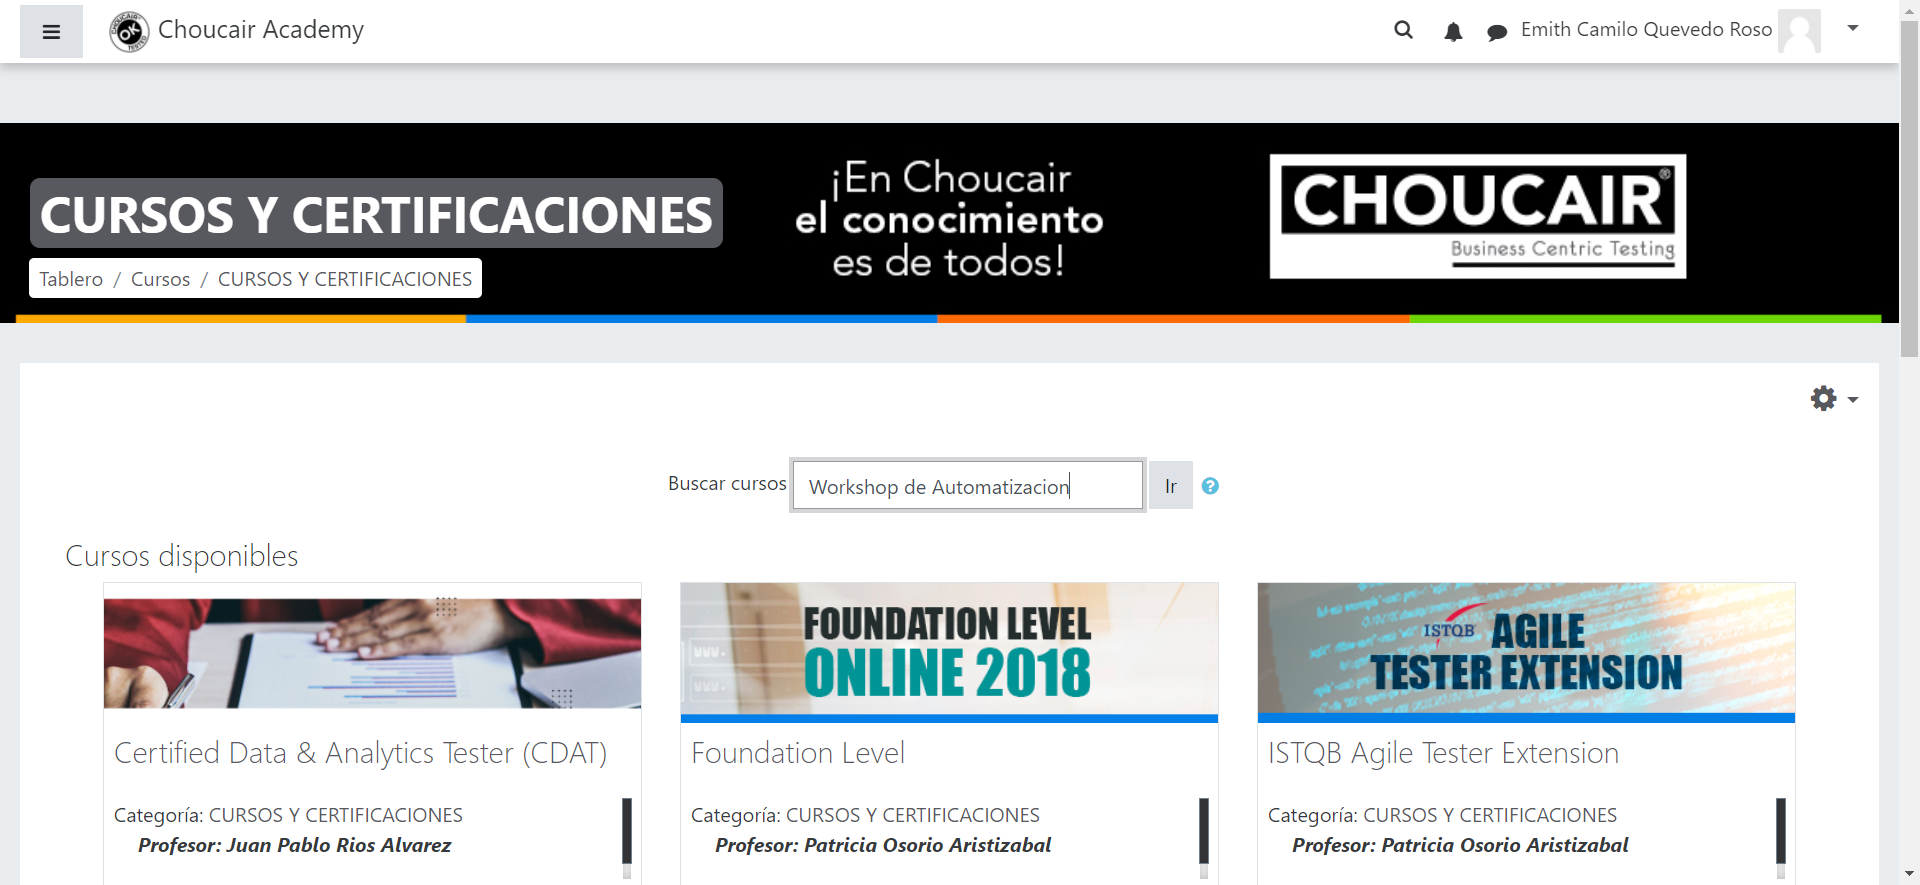 Choucair Academy
Emith Camilo Quevedo Roso
CURSOS Y CERTIFICACIONES
Tablero / Cursos / CURSOS Y CERTIFICACIONES
¡En Choucair
el conocimiento
es de todos!
CHOUCAIR®
Business Centric Testing
Buscar cursos
Workshop de Automatizacion
Ir
Cursos disponibles
Certified Data & Analytics Tester (CDAT)
Categoría: CURSOS Y CERTIFICACIONES
Profesor: Juan Pablo Rios Alvarez
FOUNDATION LEVEL
ONLINE 2018
Foundation Level
Categoría: CURSOS Y CERTIFICACIONES
Profesor: Patricia Osorio Aristizabal
ISTQB AGILE
TESTER EXTENSION
ISTQB Agile Tester Extension
Categoría: CURSOS Y CERTIFICACIONES
Profesor: Patricia Osorio Aristizabal